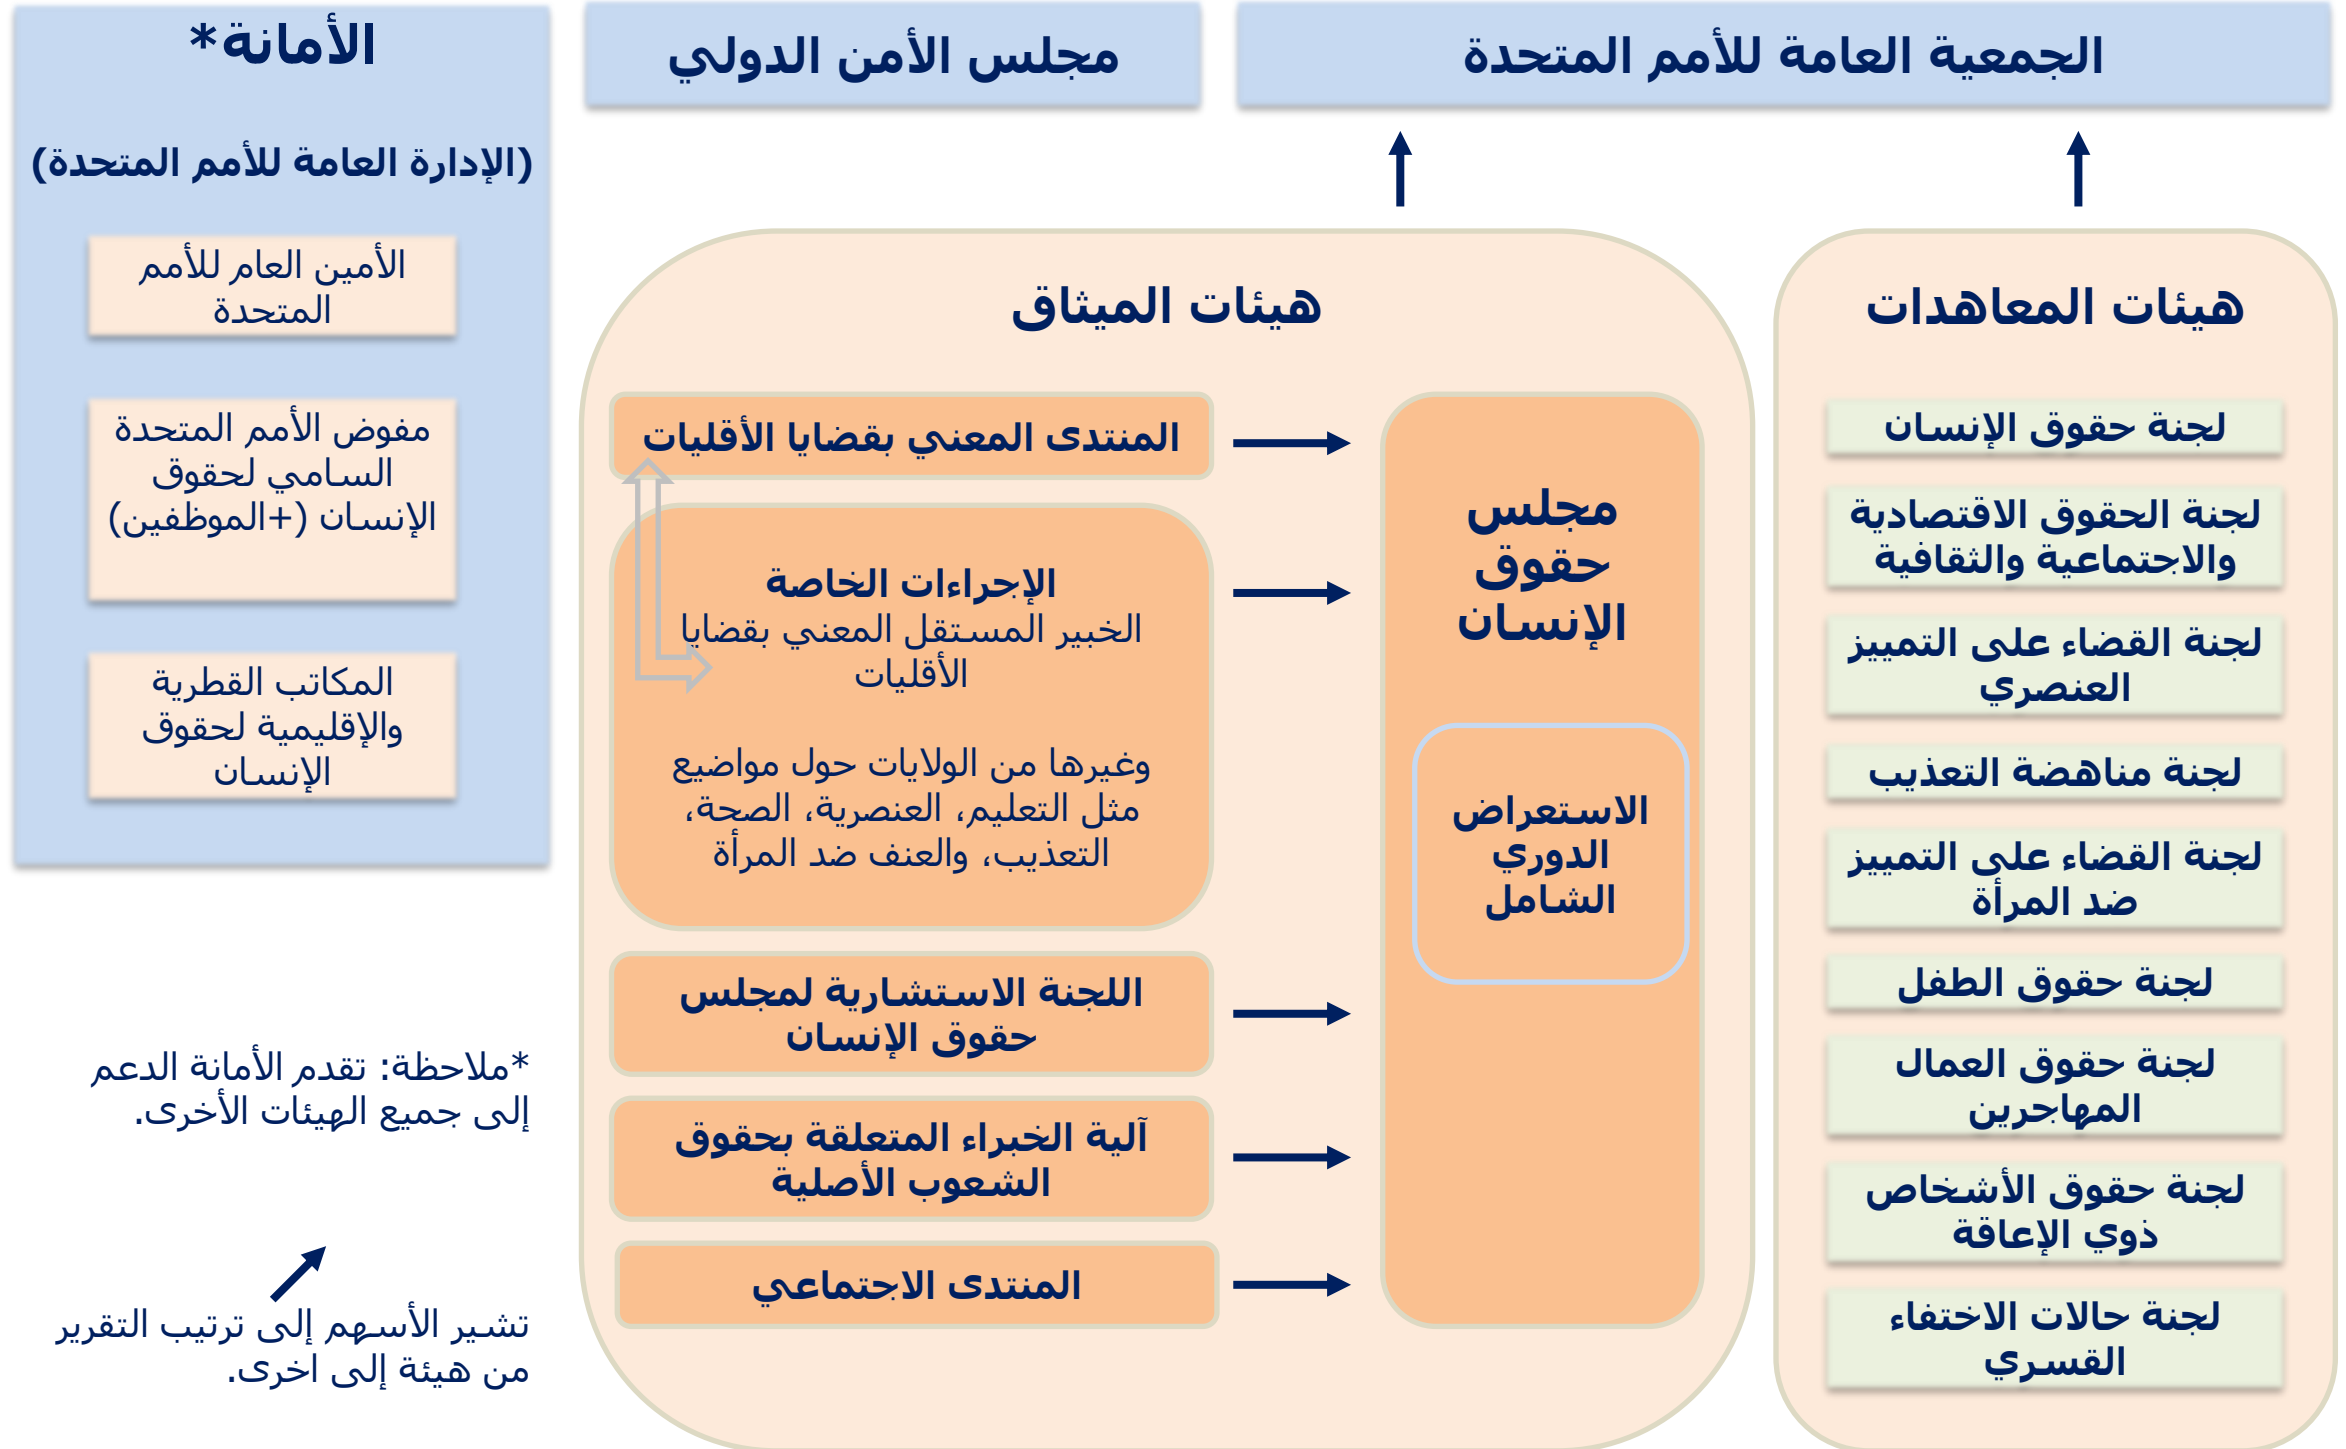 الجمعية العامة للأمم المتحدة
مجلس الأمن الدولي
الأمانة*
(الإدارة العامة للأمم المتحدة)
الأمين العام للأمم
المتحدة
مفوض الأمم المتحدة
السامي لحقوق
الإنسان (+الموظفين)
المكاتب القطرية
والإقليمية لحقوق
الإنسان
هيئات المعاهدات
لجنة حقوق الإنسان
لجنة الحقوق الاقتصادية
والاجتماعية والثقافية
لجنة القضاء على التمييز
العنصري
لجنة مناهضة التعذيب
لجنة القضاء على التمييز
ضد المرأة
لجنة حقوق الطفل
لجنة حقوق العمال
المهاجرين
لجنة حقوق الأشخاص
ذوي الإعاقة
لجنة حالات الاختفاء
القسري
هيئات الميثاق
مجلس
حقوق
الإنسان
الاستعراض
الدوري
الشامل
المنتدى المعني بقضايا الأقليات
الإجراءات الخاصة
الخبير المستقل المعني بقضايا
الأقليات
وغيرها من الولايات حول مواضيع
مثل التعليم، العنصرية، الصحة،
التعذيب، والعنف ضد المرأة
اللجنة الاستشارية لمجلس
حقوق الإنسان
آلية الخبراء المتعلقة بحقوق
الشعوب الأصلية
المنتدى الاجتماعي
*ملاحظة: تقدم الأمانة الدعم
إلى جميع الهيئات الأخرى.
تشير الأسهم إلى ترتيب التقرير
من هيئة إلى اخرى.